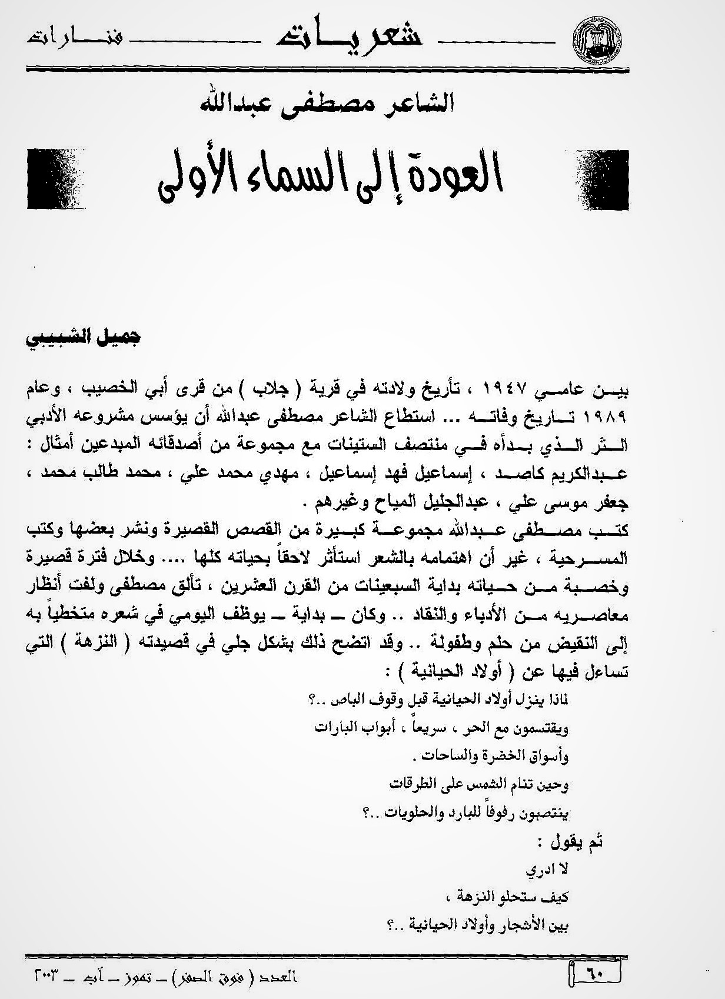 شعريات
فنارات
الشاعر مصطفى عبدالله
العودة إلى السماء الأولى
جميل الشبيبي
بين عامي ١٩٤٧ ، تأريخ ولادته في قرية ( جلاب ) من قرى أبي الخصيب ، وعام
١٩٨٩ تاريخ وفاته ... استطاع الشاعر مصطفى عبدالله أن يؤسس مشروعه الأدبي
الثر الذي بدأه في منتصف الستينات مع مجموعة من أصدقائه المبدعين أمثال :
عبدالكريم كاصد ، إسماعيل فهد إسماعيل ، مهدي محمد علي ، محمد طالب محمد ،
جعفر موسى علي ، عبدالجليل المياح وغيرهم .
كتب مصطفى عبدالله مجموعة كبيرة من القصص القصيرة ونشر بعضها وكتب
المسرحية ، غير أن اهتمامه بالشعر استأثر لاحقاً بحياته كلها .... وخلال فترة قصيرة
وخصبة من حياته بداية السبعينات من القرن العشرين ، تألق مصطفى ولفت أنظار
معاصريه من الأدباء والنقاد .. وكان ـ بداية ـ يوظف اليومي في شعره متخطياً به
إلى النقيض من حلم وطفولة .. وقد اتضح ذلك بشكل جلي في قصيدته ( النزهة ) التي
تساءل فيها عن ( أولاد الحيانية ) :
لماذا ينزل أولاد الحيانية قبل وقوف الباص ..؟
ويقتسمون مع الحر ، سريعاً ، أبواب البارات
وأسواق الخضرة والساحات .
وحين تنام الشمس على الطرقات
ينتصبون رفوفاً للبارد والحلويات ..؟
ثم يقول :
لا ادري
كيف ستحلو النزهة ،
بين الأشجار وأولاد الحيانية ..؟
٦٠
العدد ( فوق الصفر ) ـ تموز ـ آب ـ ٢٠٠٣